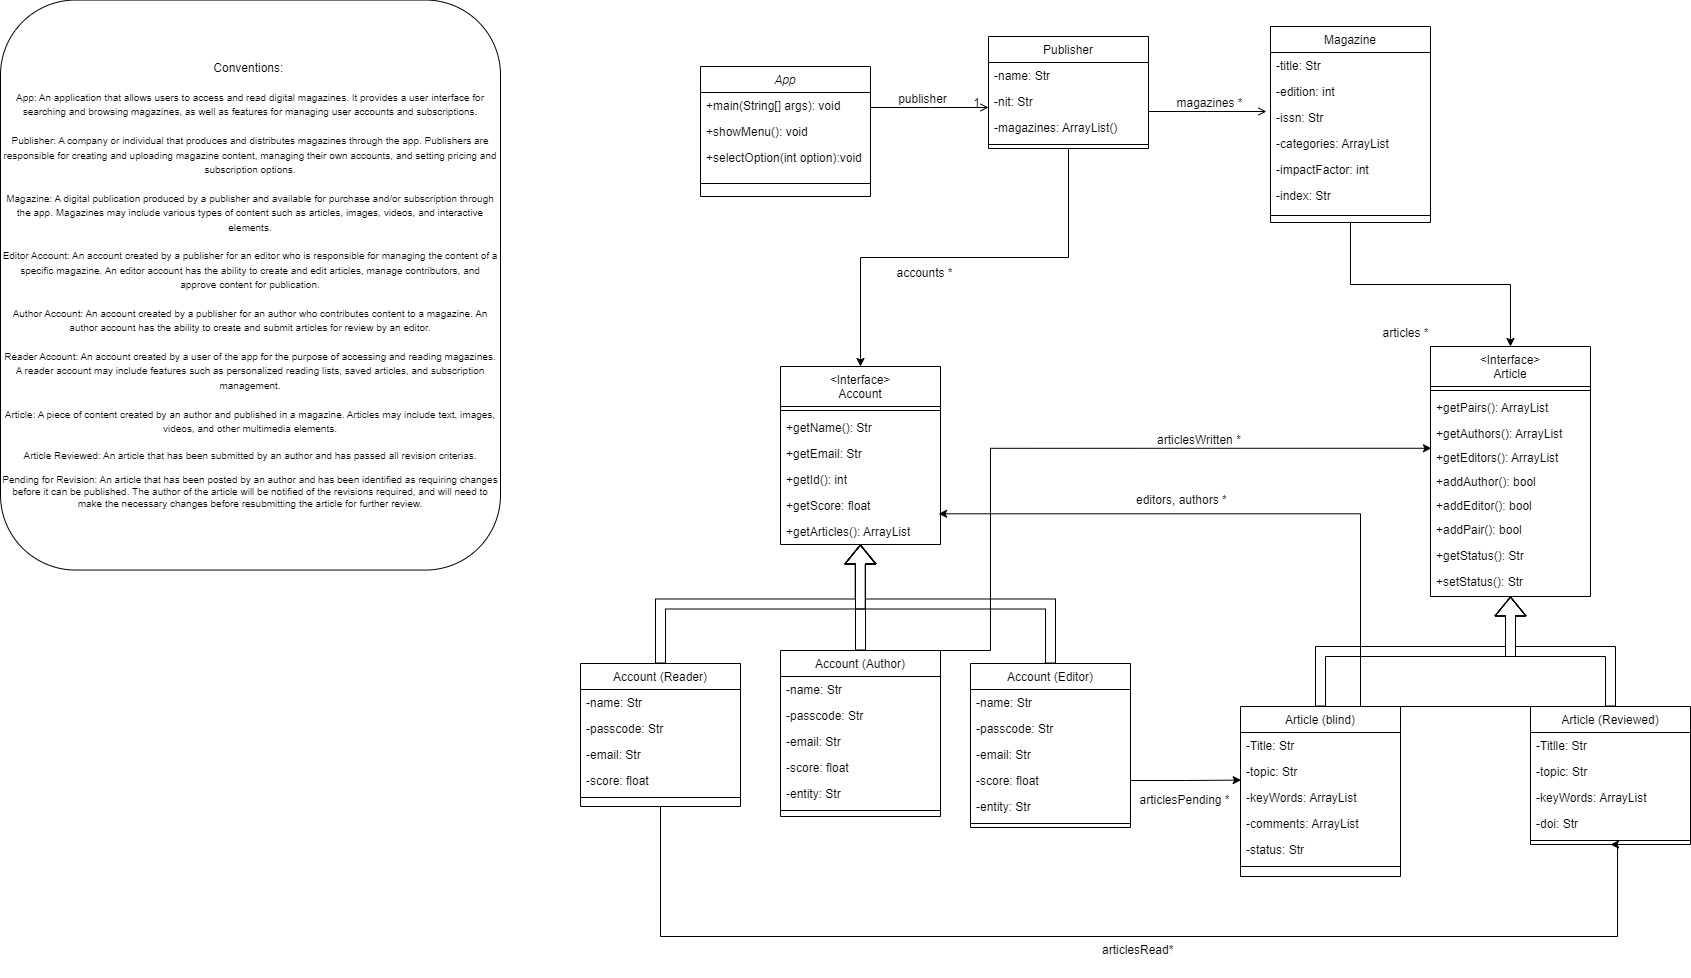 Conventions:
App: An application that allows users to access and read digital magazines. It provides a user interface for
searching and browsing magazines, as well as features for managing user accounts and subscriptions.
Publisher: A company or individual that produces and distributes magazines through the app. Publishers are
responsible for creating and uploading magazine content, managing their own accounts, and setting pricing and
subscription options.
Magazine: A digital publication produced by a publisher and available for purchase and/or subscription through
the app. Magazines may include various types of content such as articles, images, videos, and interactive
elements.
Editor Account: An account created by a publisher for an editor who is responsible for managing the content of a
specific magazine. An editor account has the ability to create and edit articles, manage contributors, and
approve content for publication.
Author Account: An account created by a publisher for an author who contributes content to a magazine. An
author account has the ability to create and submit articles for review by an editor.
Reader Account: An account created by a user of the app for the purpose of accessing and reading magazines.
A reader account may include features such as personalized reading lists, saved articles, and subscription
management.
Article: A piece of content created by an author and published in a magazine. Articles may include text, images,
videos, and other multimedia elements.
Article Reviewed: An article that has been submitted by an author and has passed all revision criterias.
Pending for Revision: An article that has been posted by an author and has been identified as requiring changes
before it can be published. The author of the article will be notified of the revisions required, and will need to
make the necessary changes before resubmitting the article for further review.
App
+main(String[] args): void
+showMenu(): void
+selectOption(int option):void
publisher
1
Publisher
-name: Str
-nit: Str
-magazines: ArrayList()
magazines *
Magazine
-title: Str
-edition: int
-issn: Str
-categories: ArrayList
-impactFactor: int
-index: Str
accounts *
articles *
<Interface>
Account
+getName(): Str
+getEmail: Str
+getId(): int
+getScore: float
+getArticles(): ArrayList
articlesWritten *
editors, authors *
<Interface>
Article
+getPairs(): ArrayList
+getAuthors(): ArrayList
+getEditors(): ArrayList
+addAuthor(): bool
+addEditor(): bool
+addPair(): bool
+getStatus(): Str
+setStatus(): Str
Account (Reader)
-name: Str
-passcode: Str
-email: Str
-score: float
Account (Author)
-name: Str
-passcode: Str
-email: Str
-score: float
-entity: Str
Account (Editor)
-name: Str
-passcode: Str
-email: Str
-score: float
-entity: Str
articlesPending *
Article (blind)
-Title: Str
-topic: Str
-keyWords: ArrayList
-comments: ArrayList
-status: Str
Article (Reviewed)
-Titlle: Str
-topic: Str
-keyWords: ArrayList
-doi: Str
articlesRead*